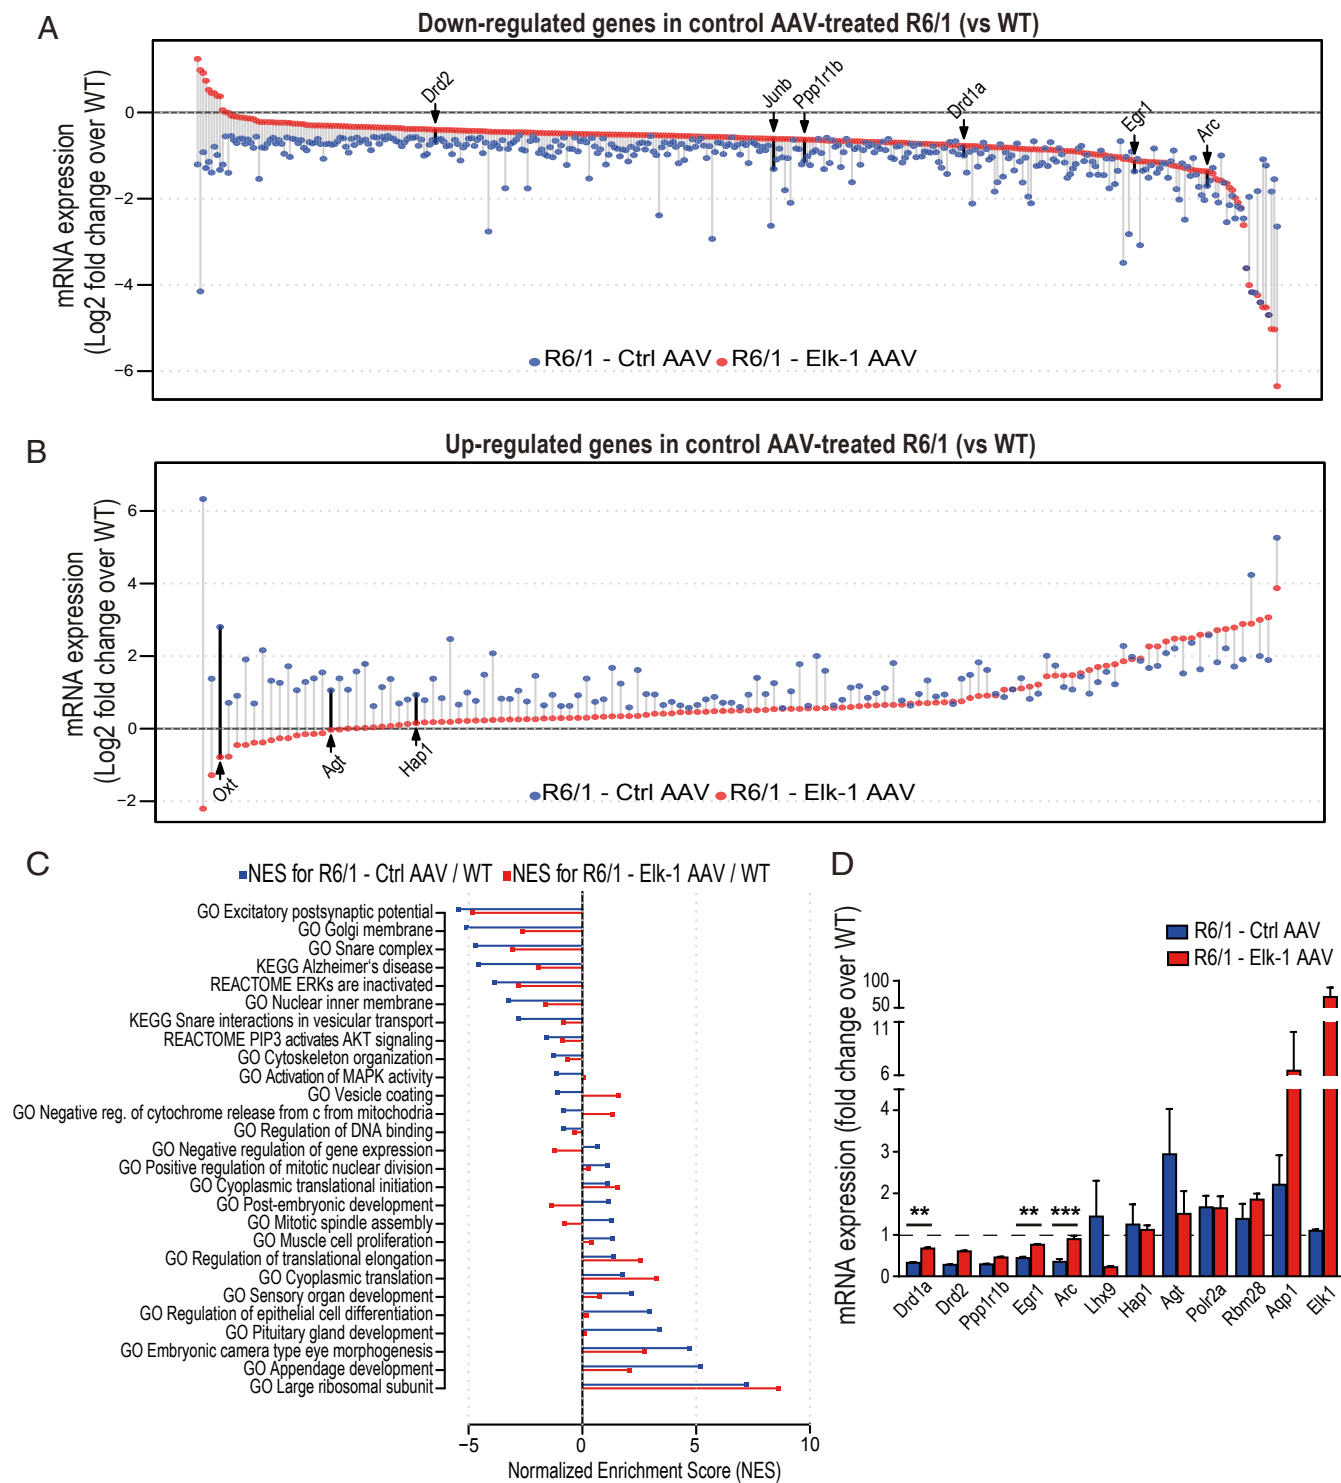 A
Down-regulated genes in control AAV-treated R6/1 (vs WT)
mRNA expression
(Log2 fold change over WT)
0
−2
−4
−6
Drd2
Junb
Ppp1r1b
Drd1a
Egr1
Arc
R6/1 - Ctrl AAV
R6/1 - Elk-1 AAV
B
Up-regulated genes in control AAV-treated R6/1 (vs WT)
mRNA expression
(Log2 fold change over WT)
6
4
2
0
−2
Oxt
Agt
Hap1
R6/1 - Ctrl AAV
R6/1 - Elk-1 AAV
C
NES for R6/1 - Ctrl AAV / WT
NES for R6/1 - Elk-1 AAV / WT
GO Excitatory postsynaptic potential
GO Golgi membrane
GO Snare complex
KEGG Alzheimer's disease
REACTOME ERKs are inactivated
GO Nuclear inner membrane
KEGG Snare interactions in vesicular transport
REACTOME PIP3 activates AKT signaling
GO Cytoskeleton organization
GO Activation of MAPK activity
GO Vesicle coating
GO Negative reg. of cytochrome release from c from mitochodria
GO Regulation of DNA binding
GO Negative regulation of gene expression
GO Positive regulation of mitotic nuclear division
GO Cyoplasmic translational initiation
GO Post-embryonic development
GO Mitotic spindle assembly
GO Muscle cell proliferation
GO Regulation of translational elongation
GO Cyoplasmic translation
GO Sensory organ development
GO Regulation of epithelial cell differentiation
GO Pituitary gland development
GO Embryonic camera type eye morphogenesis
GO Appendage development
GO Large ribosomal subunit
−5
0
5
10
Normalized Enrichment Score (NES)
D
R6/1 - Ctrl AAV
R6/1 - Elk-1 AAV
mRNA expression (fold change over WT)
100
50
11
6
4
3
2
1
0
**
**
***
Drd1a
Drd2
Ppp1r1b
Egr1
Arc
Lhx9
Hap1
Agt
Polr2a
Rbm28
Aqp1
Elk1